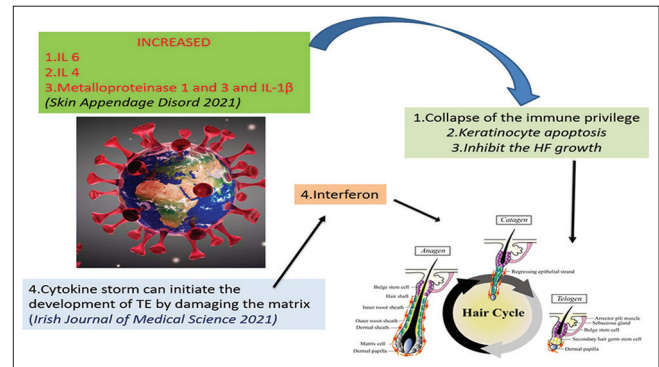 INCREASED
1.IL 6
2.IL 4
3.Metalloproteinase 1 and 3 and IL-1β
(Skin Appendage Disord 2021)
1.Collapse of the immune privilege
2.Keratinocyte apoptosis
3.Inhibit the HF growth
4.Interferon
4.Cytokine storm can initiate the
development of TE by damaging the matrix
(Irish Journal of Medical Science 2021)
Anagen
Bulge stem cell
Hair shaft
Inner root sheath
Outer root sheath
Dermal sheath
Matrix cell
Dermal papilla
Catagen
Regressing epithelial strand
Hair Cycle
Telogen
Arrector pili muscle
Sebaceous gland
Bulge stem cell
Secondary hair germ stem cell
Dermal papilla